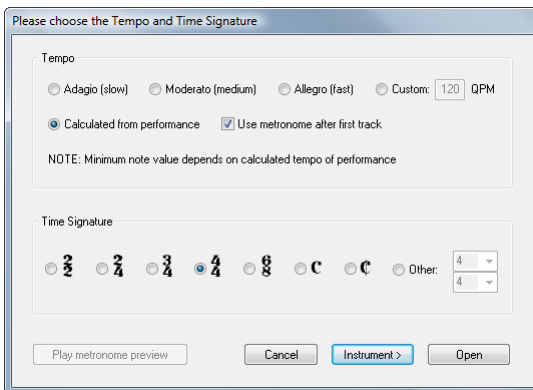 Please choose the Tempo and Time Signature
Tempo
Adagio (slow) Moderato (medium) Allegro (fast) Custom: 120 QPM
Calculated from performance Use metronome after first track
NOTE: Minimum note value depends on calculated tempo of performance
Time Signature
2/2 2/4 3/4 4/4 6/8 C ¢ Other: 4
4
Play metronome preview Cancel Instrument > Open